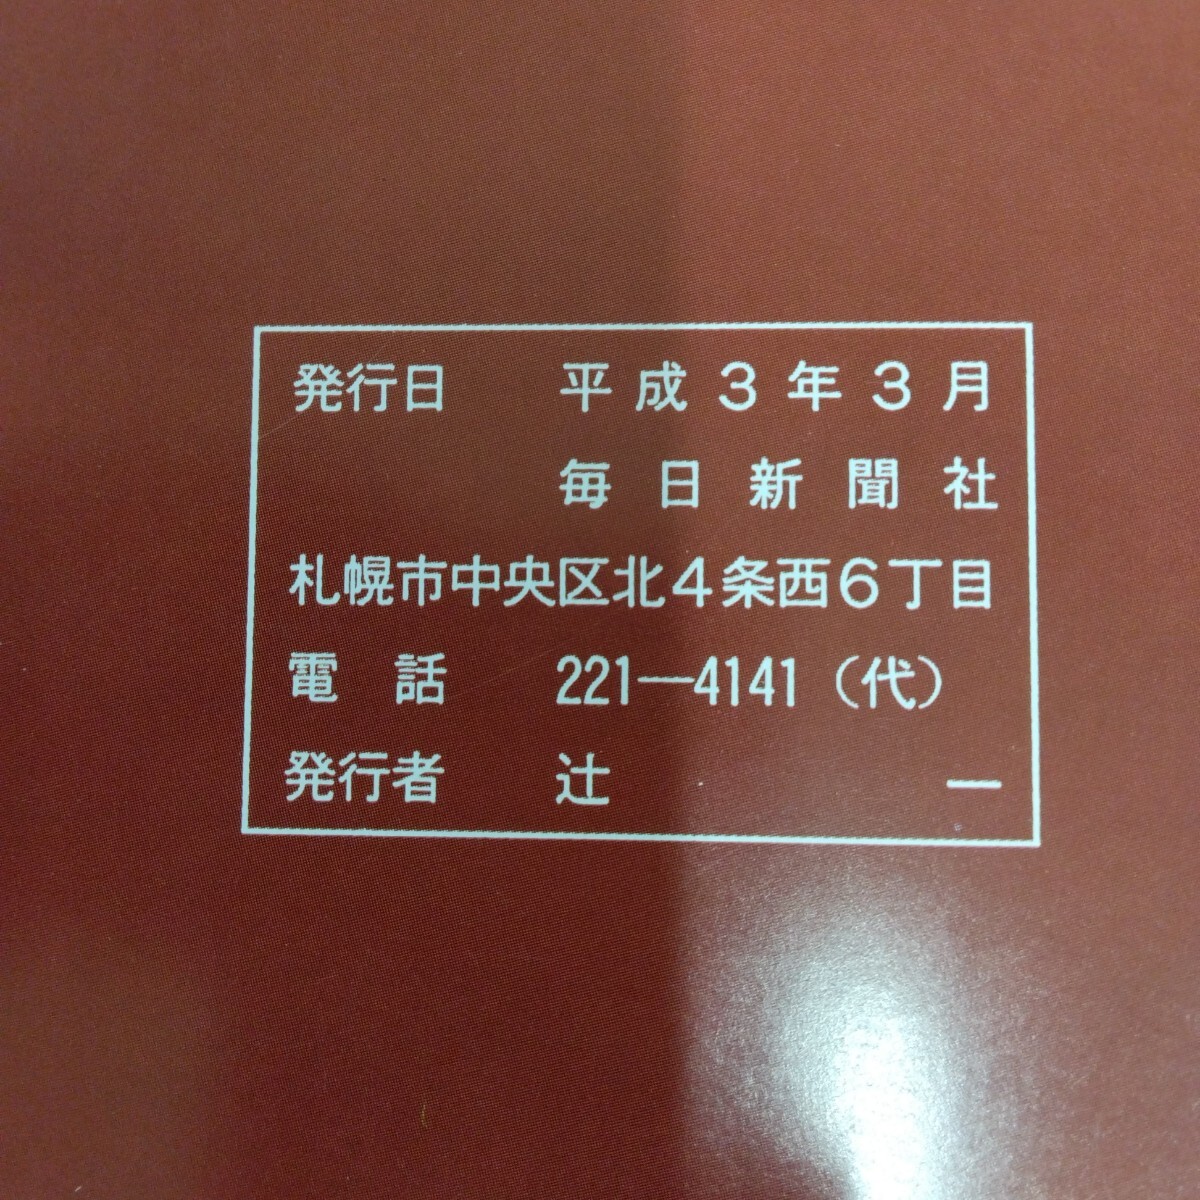 発行日 平成3年3月
毎日新聞社
札幌市中央区北4条西6丁目
電話 221―4141（代）
発行者 辻 一